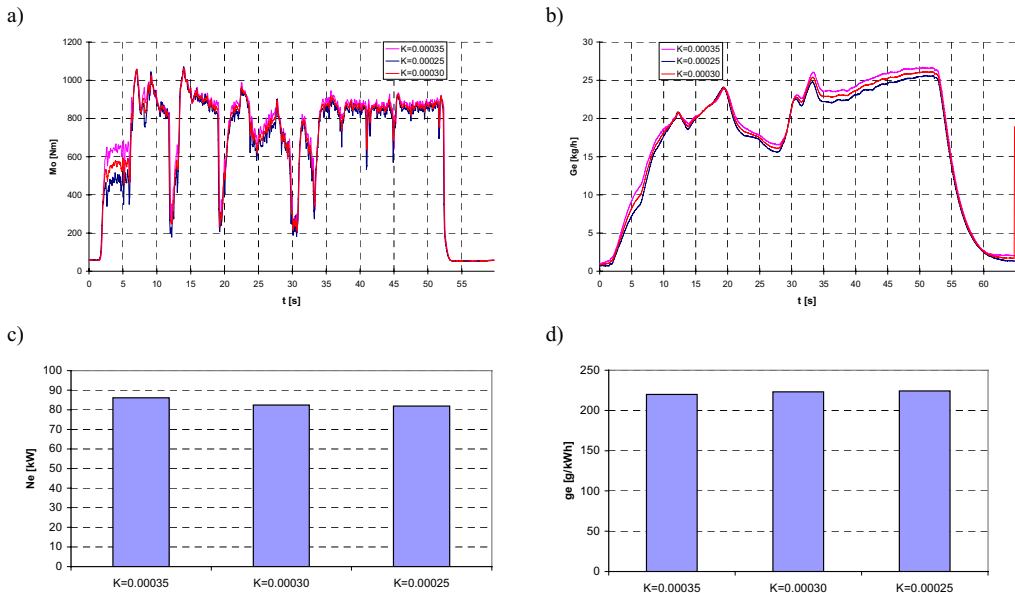 a)
b)
Mo [Nm]
1200
1000
800
600
400
200
0
0 5 10 15 20 25 30 35 40 45 50 55
t [s]
K=0.00035
K=0.00025
K=0.00030
Ge [kg/h]
30
25
20
15
10
5
0
0 5 10 15 20 25 30 35 40 45 50 55 60
t [s]
K=0.00035
K=0.00025
K=0.00030
c)
d)
Ne [kW]
100
90
80
70
60
50
40
30
20
10
0
K=0.00035 K=0.00030 K=0.00025
ge [g/kWh]
250
200
150
100
50
0
K=0.00035 K=0.00030 K=0.00025